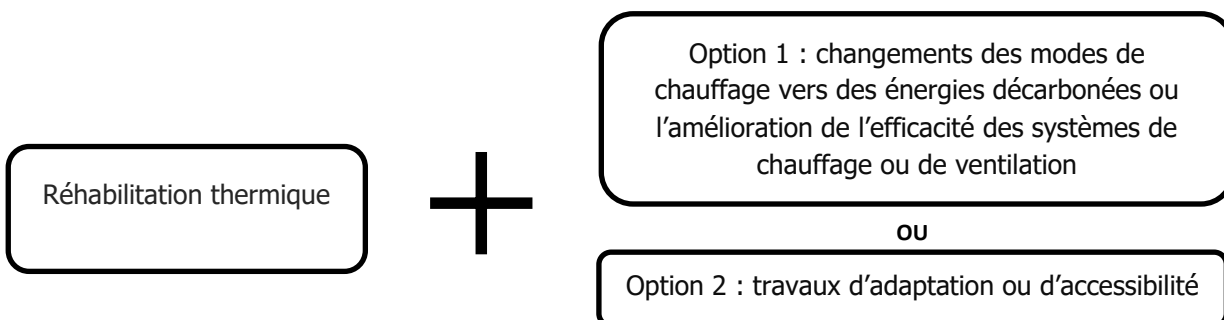 Réhabilitation thermique
Option 1 : changements des modes de
chauffage vers des énergies décarbonées ou
l’amélioration de l’efficacité des systèmes de
chauffage ou de ventilation
OU
Option 2 : travaux d’adaptation ou d’accessibilité